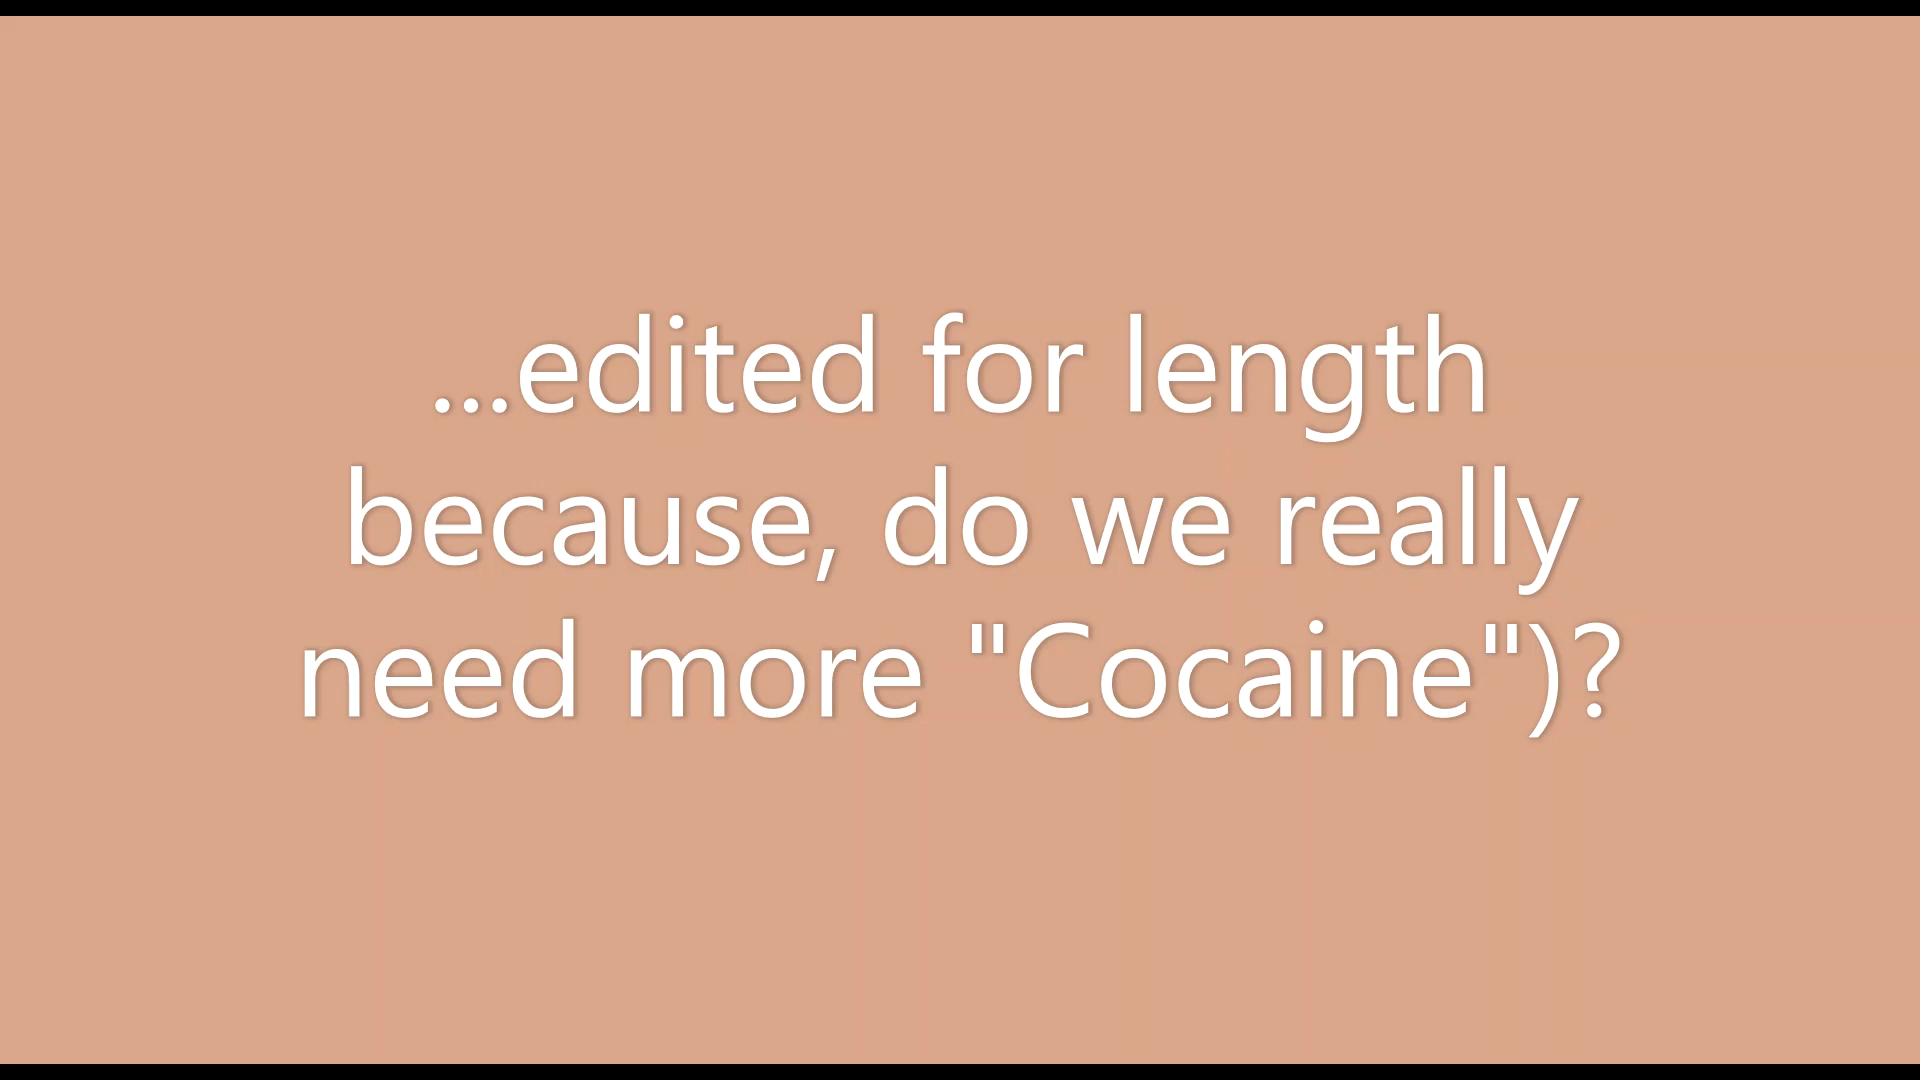 ...edited for length
because, do we really
need more "Cocaine")?